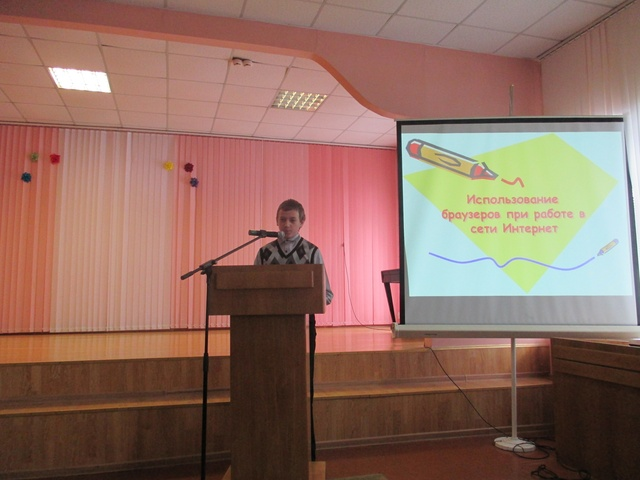 Использование
браузеров при работе в
сети Интернет